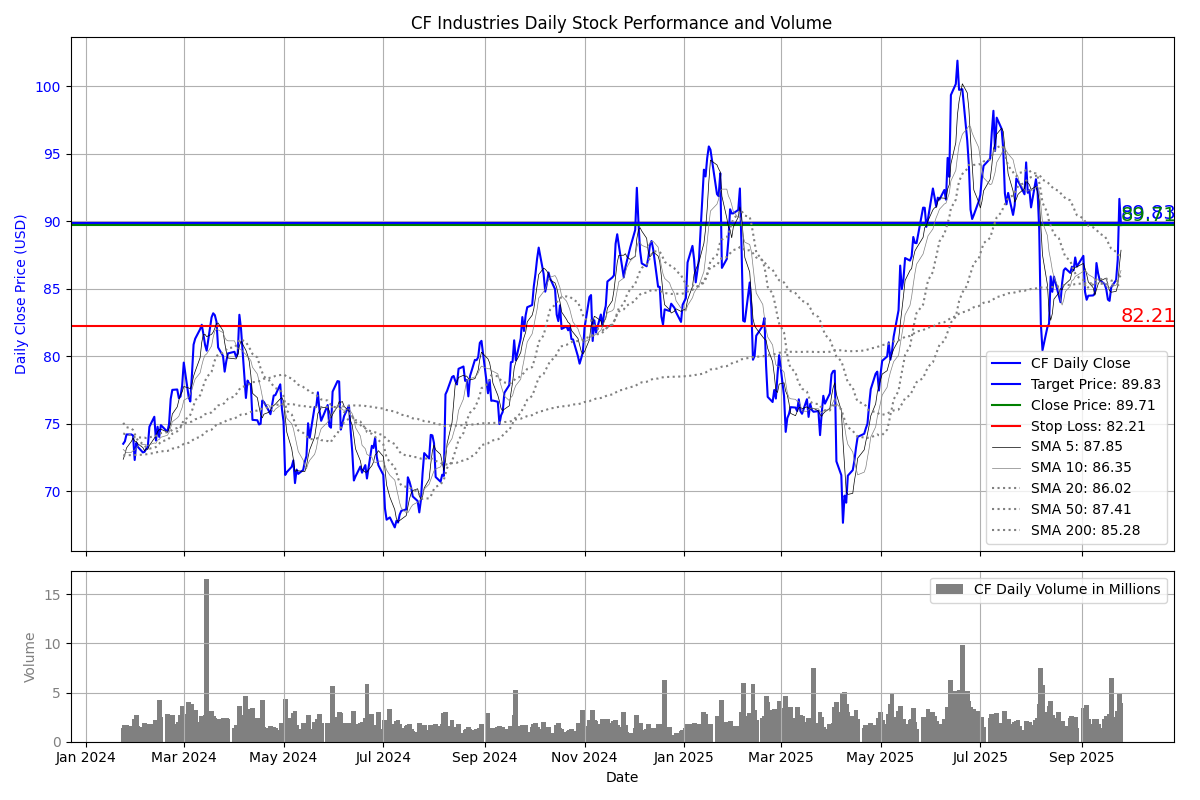 CF Industries Daily Stock Performance and Volume
Daily Close Price (USD)
100
95
90
85
80
75
70
89.83
89.71
82.21
CF Daily Close
Target Price: 89.83
Close Price: 89.71
Stop Loss: 82.21
SMA 5: 87.85
SMA 10: 86.35
SMA 20: 86.02
SMA 50: 87.41
SMA 200: 85.28
Volume
15
10
5
0
CF Daily Volume in Millions
Jan 2024 Mar 2024 May 2024 Jul 2024 Sep 2024 Nov 2024 Jan 2025 Mar 2025 May 2025 Jul 2025 Sep 2025
Date